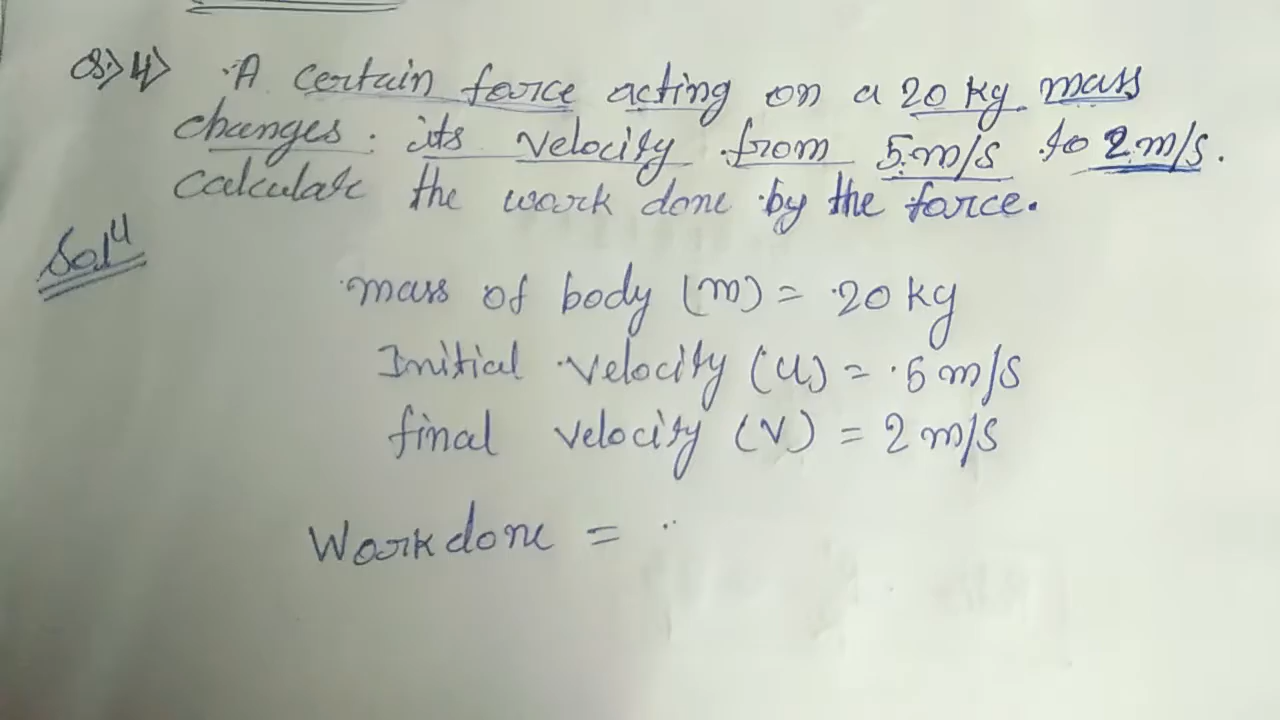 Q>4> A certain force acting on a 20 kg mass
changes its velocity from 5 m/s to 2 m/s.
calculate the work done by the force.
Sol4
mass of body (m) = 20 kg
Initial velocity (u) = 5 m/s
final velocity (v) = 2 m/s
Work done =